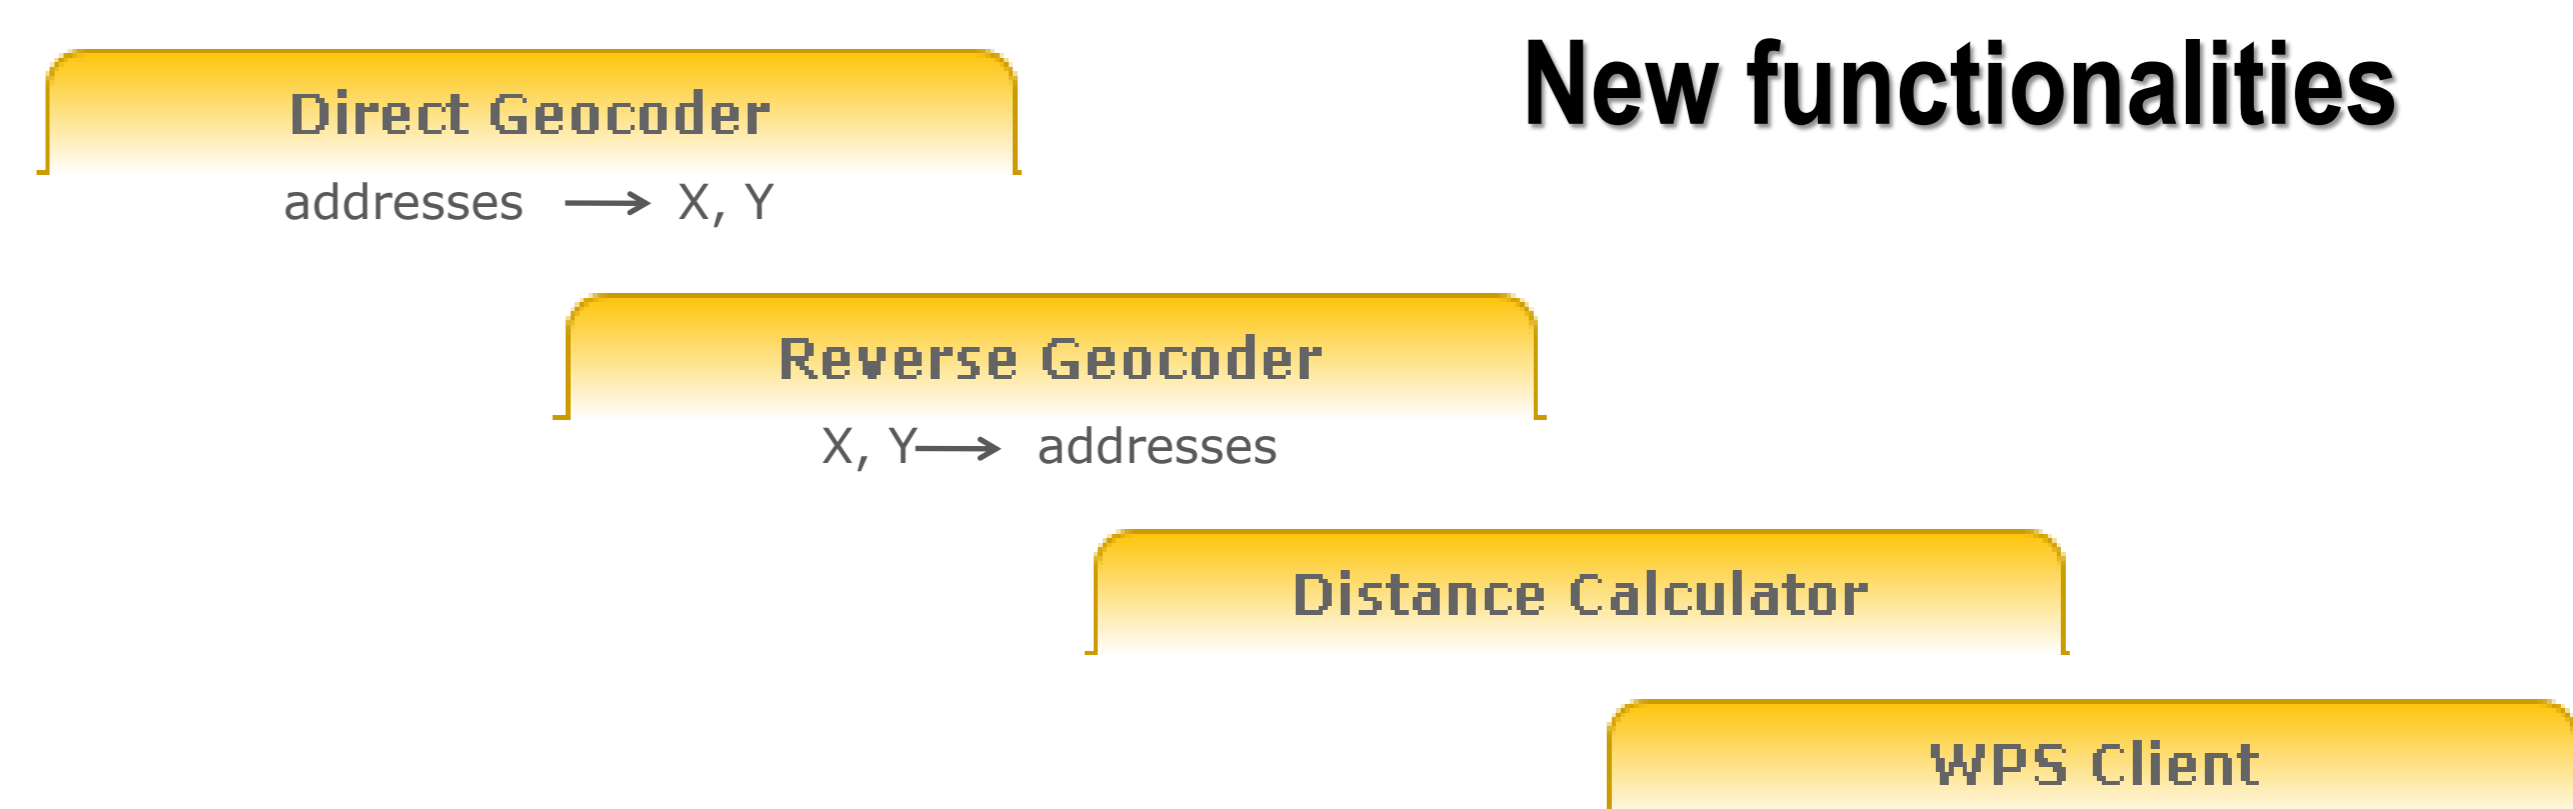 New functionalities
Direct Geocoder
addresses → X, Y
Reverse Geocoder
X, Y→ addresses
Distance Calculator
WPS Client